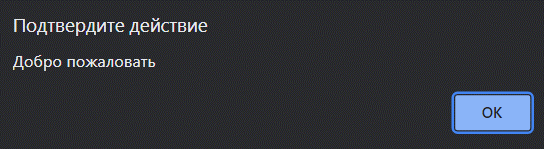 Подтвердите действие
Добро пожаловать
OK